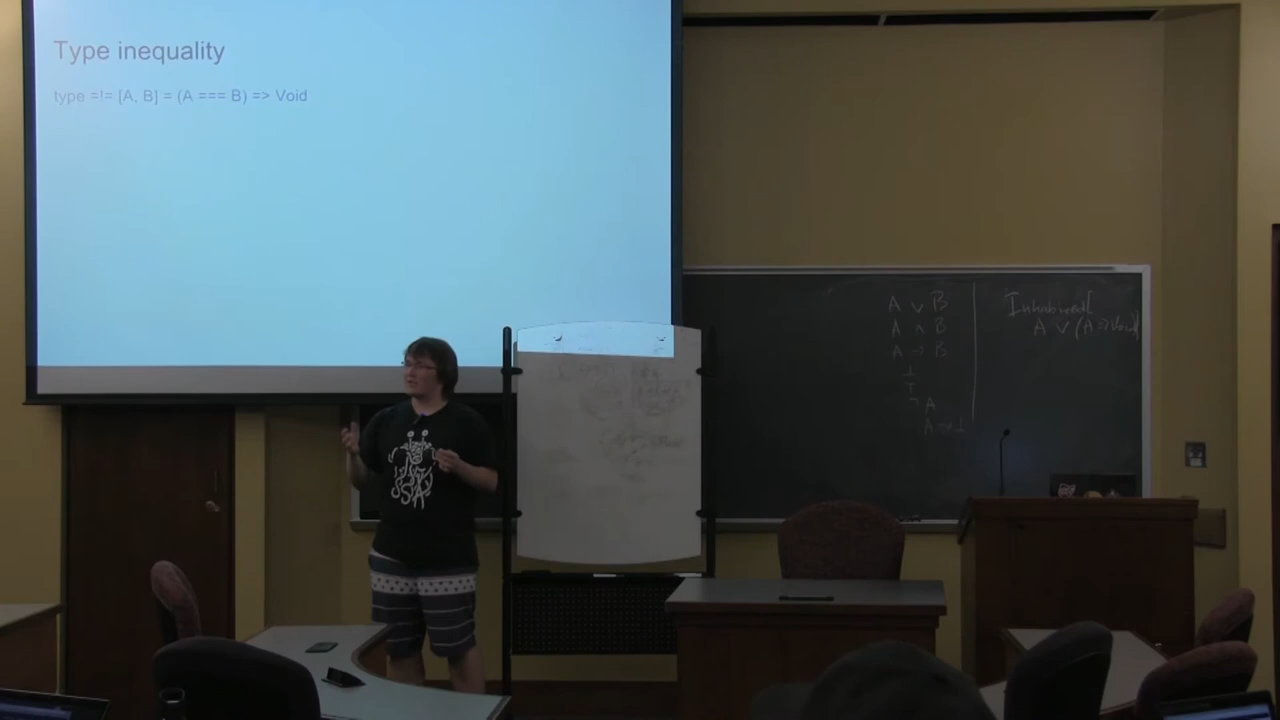 Type inequality
type =!= [A, B] = (A === B) => Void
A ∨ B
A ∧ B
A → B
⊥
⊤
¬ A
A → ⊥
Inhabited[
A ∨ (A => Void)